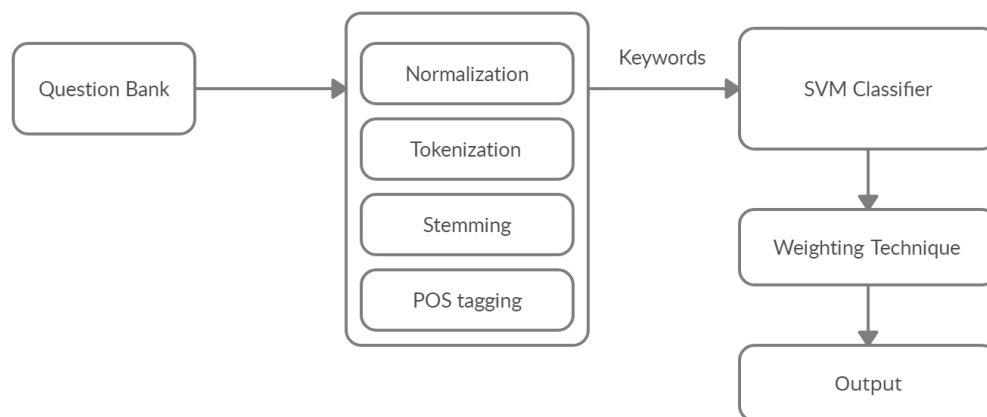 Question Bank
Normalization
Tokenization
Stemming
POS tagging
Keywords
SVM Classifier
Weighting Technique
Output